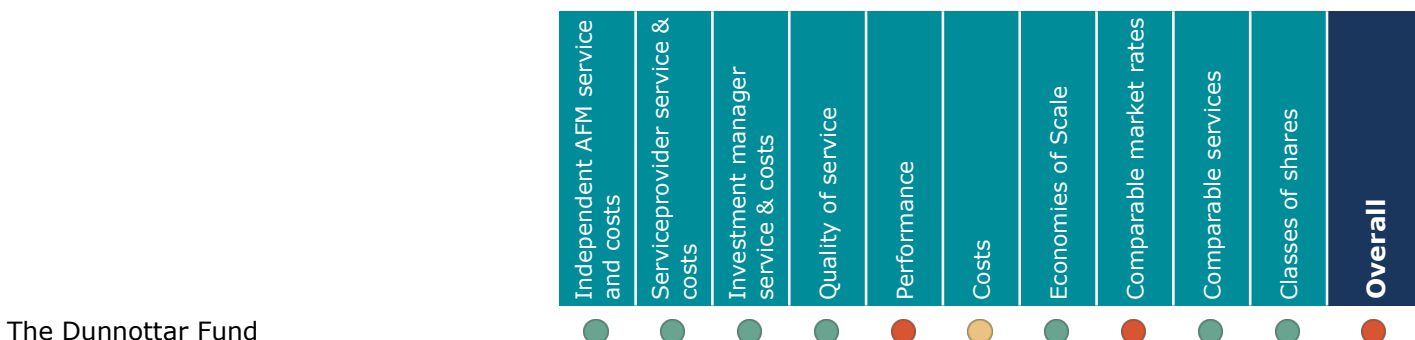 Independent AFM service
and costs
Serviceprovider service &
costs
Investment manager
service & costs
Quality of service
Performance
Costs
Economies of Scale
Comparable market rates
Comparable services
Classes of shares
Overall
The Dunnottar Fund